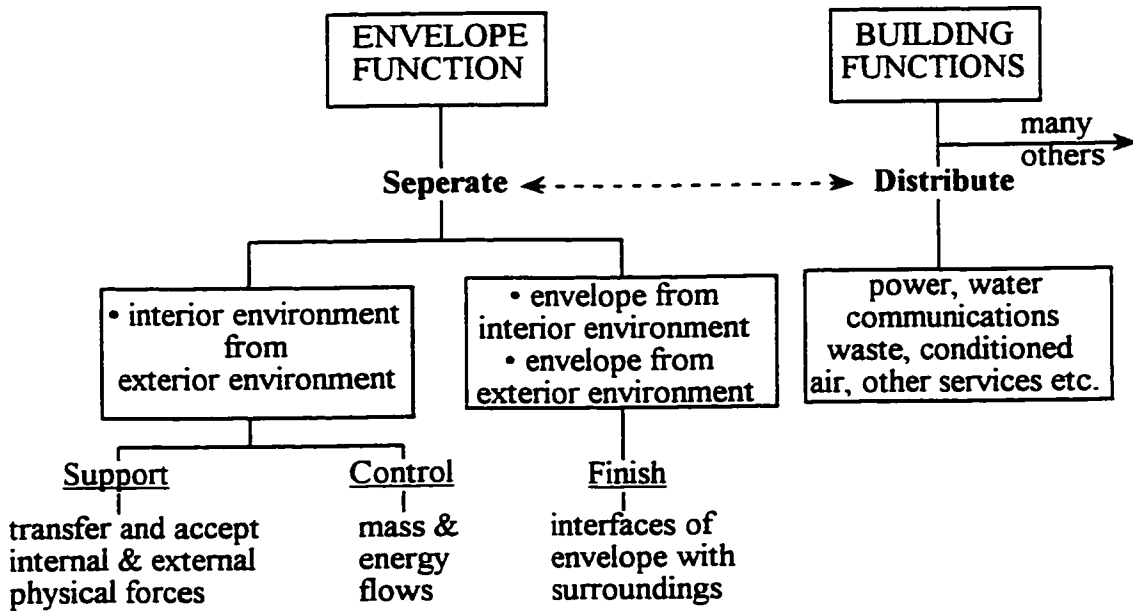 ENVELOPE
FUNCTION
BUILDING
FUNCTIONS
many
others
Seperate
Distribute
• interior environment
from
exterior environment
• envelope from
interior environment
• envelope from
exterior environment
power, water
communications
waste, conditioned
air, other services etc.
Support
transfer and accept
internal & external
physical forces
Control
mass &
energy
flows
Finish
interfaces of
envelope with
surroundings